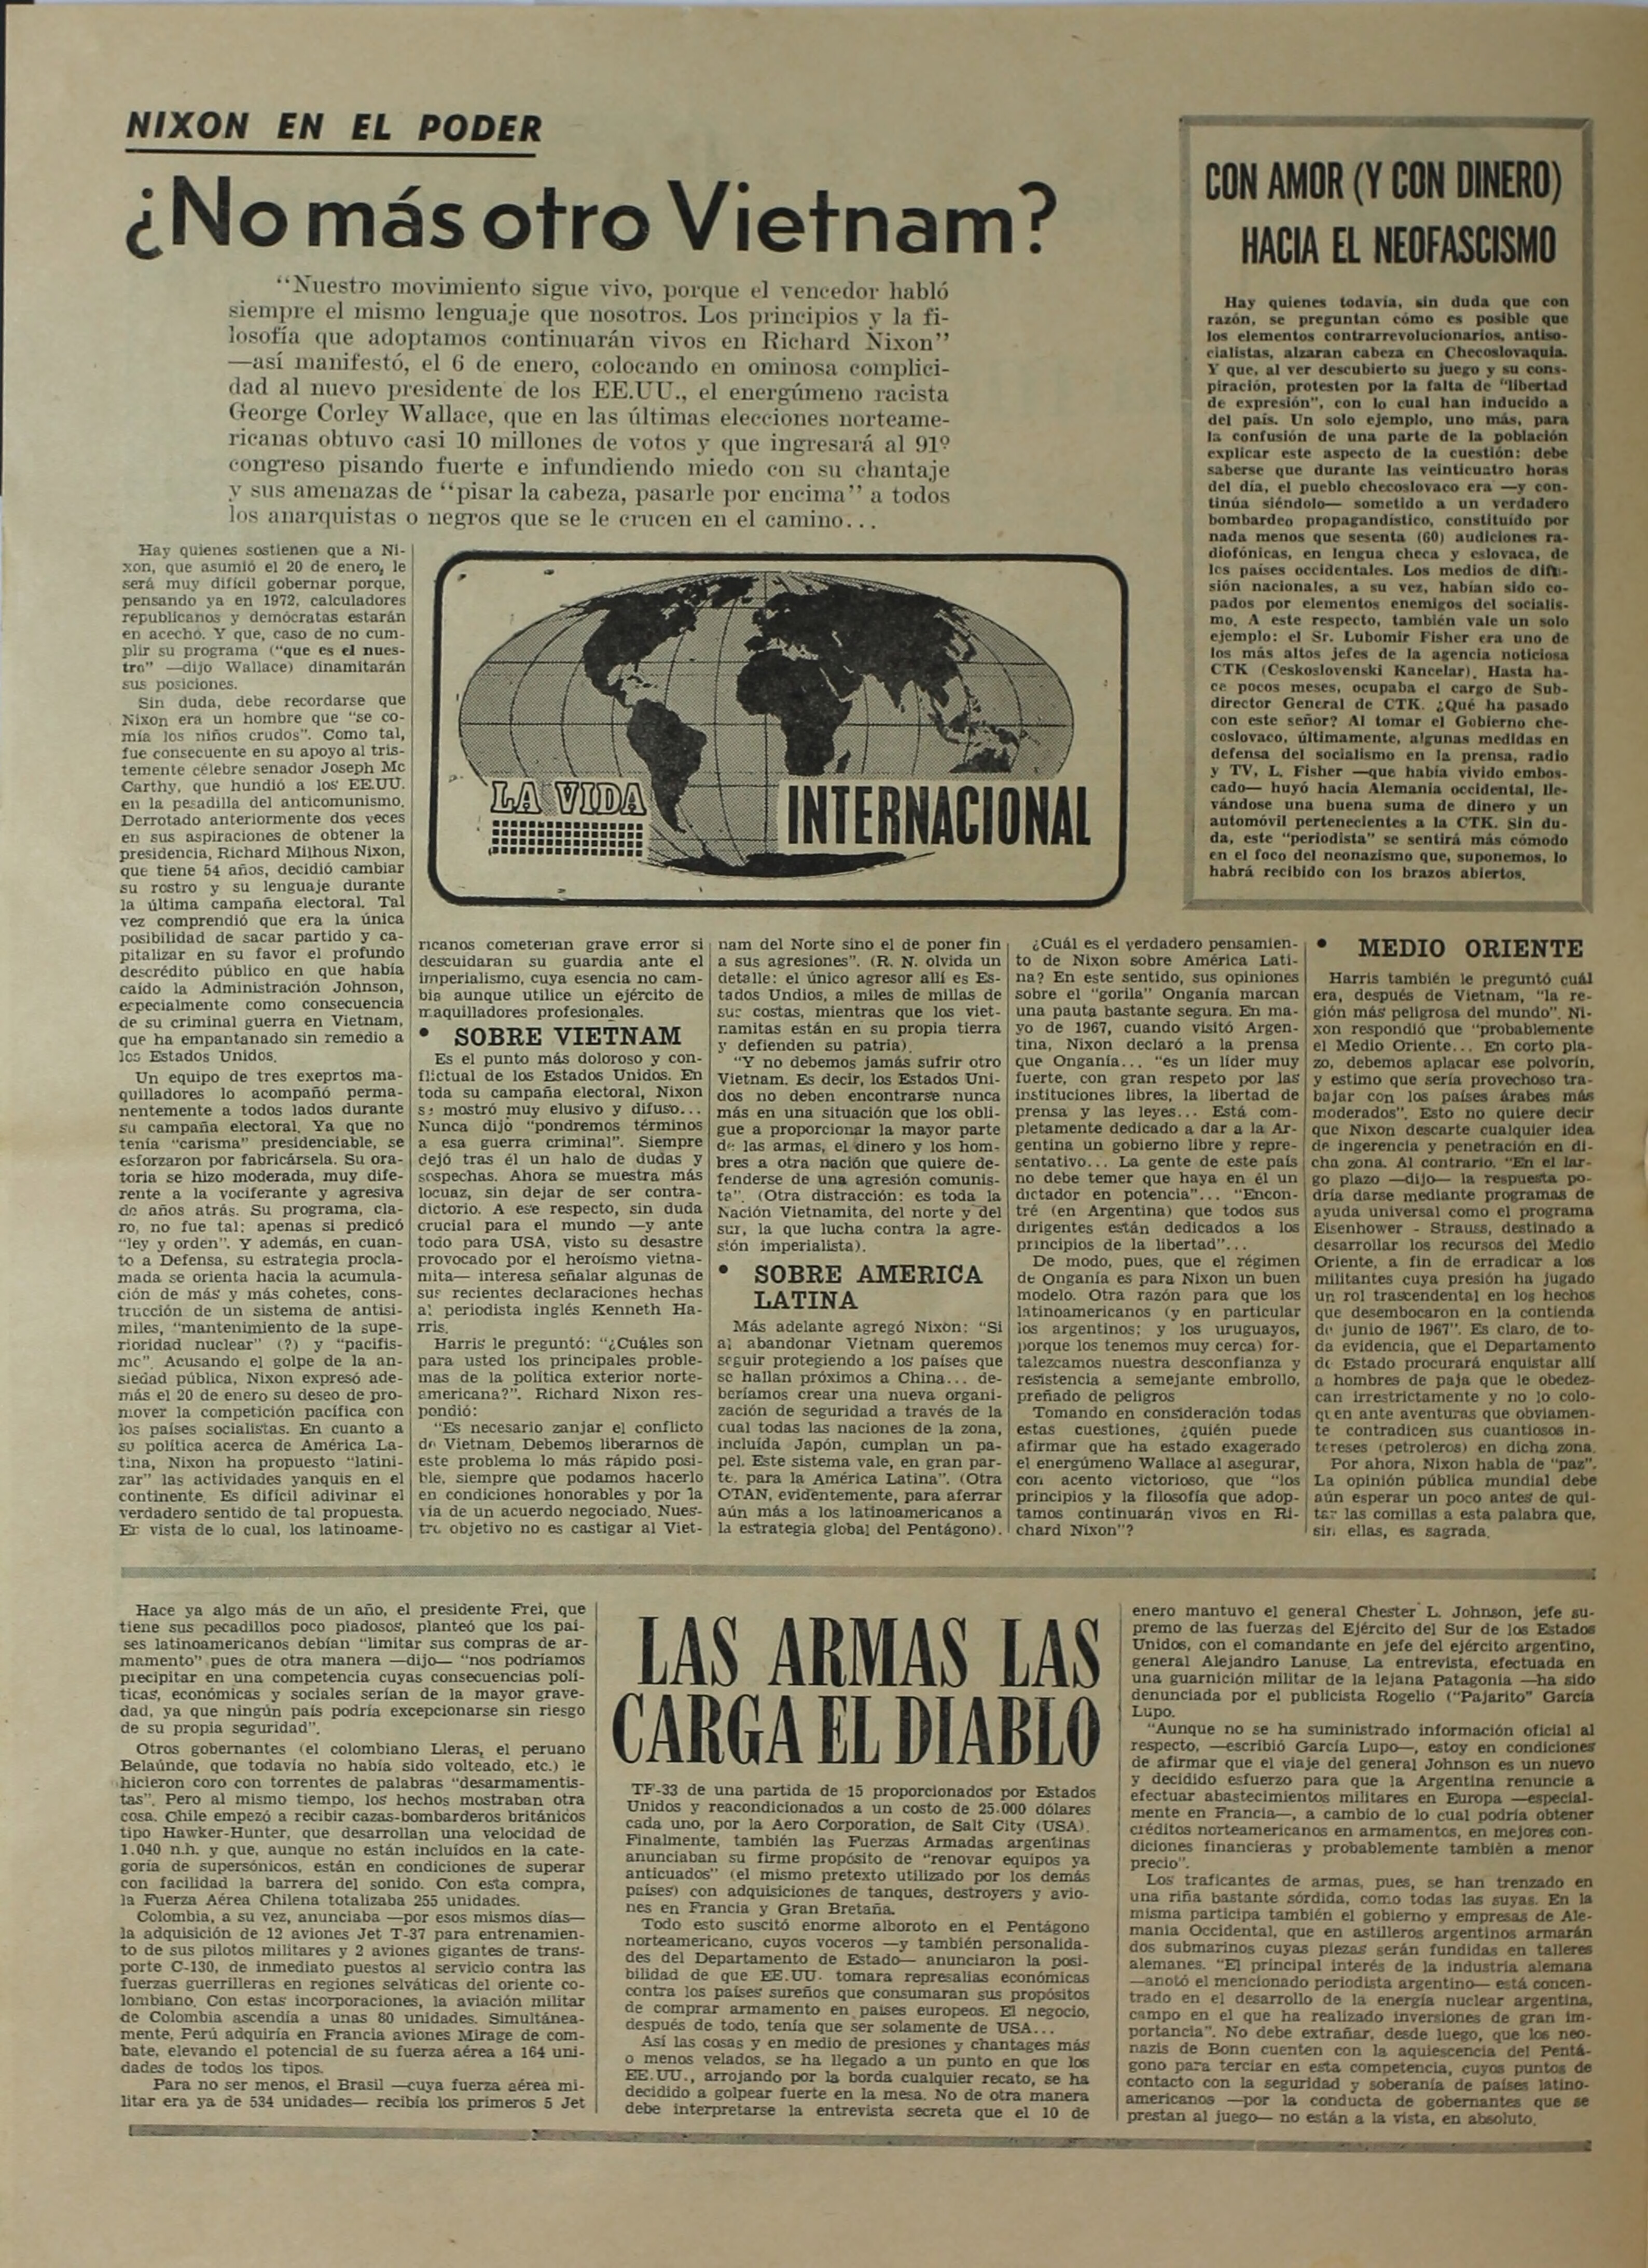 NIXON EN EL PODER
¿No más otro Vietnam?
"Nuestro movimiento sigue vivo, porque el vencedor habló
siempre el mismo lenguaje que nosotros. Los principios y la fi-
losofía que adoptamos continuarán vivos en Richard Nixon"
—así manifestó, el 6 de enero, colocando en ominosa complici-
dad al nuevo presidente de los EE.UU., el energúmeno racista
George Corley Wallace, que en las últimas elecciones norteame-
ricanas obtuvo casi 10 millones de votos y que ingresará al 91º
congreso pisando fuerte e infundiendo miedo con su chantaje
y sus amenazas de "pisar la cabeza, pasarle por encima" a todos
los anarquistas o negros que se le crucen en el camino...
Hay quienes sostienen que a Ni-
xon, que asumió el 20 de enero, le
será muy difícil gobernar porque,
pensando ya en 1972, calculadores
republicanos y demócratas estarán
en acechó. Y que, caso de no cum-
plir su programa ("que es el nues-
tro" —dijo Wallace) dinamitarán
sus posiciones.
Sin duda, debe recordarse que
Nixon era un hombre que "se co-
mía los niños crudos". Como tal,
fue consecuente en su apoyo al tris-
temente célebre senador Joseph Mc
Carthy, que hundió a los EE.UU.
en la pesadilla del anticomunismo.
Derrotado anteriormente dos veces
en sus aspiraciones de obtener la
presidencia, Richard Milhous Nixon,
que tiene 54 años, decidió cambiar
su rostro y su lenguaje durante
la última campaña electoral. Tal
vez comprendió que era la única
posibilidad de sacar partido y ca-
pitalizar en su favor el profundo
descrédito público en que había
caído la Administración Johnson,
especialmente como consecuencia
de su criminal guerra en Vietnam,
que ha empantanado sin remedio a
los Estados Unidos.
Un equipo de tres exeprtos ma-
quilladores lo acompañó perma-
nentemente a todos lados durante
su campaña electoral. Ya que no
tenía "carisma" presidenciable, se
esforzaron por fabricársela. Su ora-
toria se hizo moderada, muy dife-
rente a la vociferante y agresiva
de años atrás. Su programa, cla-
ro, no fue tal: apenas si predicó
"ley y orden". Y además, en cuan-
to a Defensa, su estrategia procla-
mada se orienta hacia la acumula-
ción de más y más cohetes, cons-
trucción de un sistema de antisi-
miles, "mantenimiento de la supe-
rioridad nuclear" (?) y "pacifis-
mo". Acusando el golpe de la an-
siedad pública, Nixon expresó ade-
más el 20 de enero su deseo de pro-
mover la competición pacífica con
los países socialistas. En cuanto a
su política acerca de América La-
tina, Nixon ha propuesto "latini-
zar" las actividades yanquis en el
continente. Es difícil adivinar el
verdadero sentido de tal propuesta.
En vista de lo cual, los latinoame-
LA VIDA
INTERNACIONAL
ricanos cometerían grave error si
descuidaran su guardia ante el
imperialismo, cuya esencia no cam-
bia aunque utilice un ejército de
maquilladores profesionales.
• SOBRE VIETNAM
Es el punto más doloroso y con-
flictual de los Estados Unidos. En
toda su campaña electoral, Nixon
se mostró muy elusivo y difuso...
Nunca dijo "pondremos términos
a esa guerra criminal". Siempre
dejó tras él un halo de dudas y
sospechas. Ahora se muestra más
locuaz, sin dejar de ser contra-
dictorio. A ese respecto, sin duda
crucial para el mundo —y ante
todo para USA, visto su desastre
provocado por el heroísmo vietna-
mita— interesa señalar algunas de
sus recientes declaraciones hechas
al periodista inglés Kenneth Ha-
rris.
Harris le preguntó: "¿Cuáles son
para usted los principales proble-
mas de la política exterior norte-
americana?". Richard Nixon res-
pondió:
"Es necesario zanjar el conflicto
de Vietnam. Debemos liberarnos de
este problema lo más rápido posi-
ble, siempre que podamos hacerlo
en condiciones honorables y por la
vía de un acuerdo negociado. Nues-
tro objetivo no es castigar al Viet-
nam del Norte sino el de poner fin
a sus agresiones". (R. N. olvida un
detalle: el único agresor allí es Es-
tados Undios, a miles de millas de
sus costas, mientras que los viet-
namitas están en su propia tierra
y defienden su patria).
"Y no debemos jamás sufrir otro
Vietnam. Es decir, los Estados Uni-
dos no deben encontrarse nunca
más en una situación que los obli-
gue a proporcionar la mayor parte
de las armas, el dinero y los hom-
bres a otra nación que quiere de-
fenderse de una agresión comunis-
ta". (Otra distracción: es toda la
Nación Vietnamita, del norte y del
sur, la que lucha contra la agre-
sión imperialista).
• SOBRE AMERICA
LATINA
Más adelante agregó Nixon: "Si
al abandonar Vietnam queremos
seguir protegiendo a los países que
se hallan próximos a China... de-
beríamos crear una nueva organi-
zación de seguridad a través de la
cual todas las naciones de la zona,
incluída Japón, cumplan un pa-
pel. Este sistema vale, en gran par-
te, para la América Latina". (Otra
OTAN, evidentemente, para aferrar
aún más a los latinoamericanos a
la estrategia global del Pentágono).
¿Cuál es el verdadero pensamien-
to de Nixon sobre América Lati-
na? En este sentido, sus opiniones
sobre el "gorila" Onganía marcan
una pauta bastante segura. En ma-
yo de 1967, cuando visitó Argen-
tina, Nixon declaró a la prensa
que Onganía... "es un líder muy
fuerte, con gran respeto por las
instituciones libres, la libertad de
prensa y las leyes... Está com-
pletamente dedicado a dar a la Ar-
gentina un gobierno libre y repre-
sentativo... La gente de este país
no debe temer que haya en él un
dictador en potencia"... "Encon-
tré (en Argentina) que todos sus
dirigentes están dedicados a los
principios de la libertad"...
De modo, pues, que el régimen
de Onganía es para Nixon un buen
modelo. Otra razón para que los
latinoamericanos (y en particular
los argentinos; y los uruguayos,
porque los tenemos muy cerca) for-
talezcamos nuestra desconfianza y
resistencia a semejante embrollo,
preñado de peligros
Tomando en consideración todas
estas cuestiones, ¿quién puede
afirmar que ha estado exagerado
el energúmeno Wallace al asegurar,
con acento victorioso, que "los
principios y la filosofía que adop-
tamos continuarán vivos en Ri-
chard Nixon"?
• MEDIO ORIENTE
Harris también le preguntó cuál
era, después de Vietnam, "la re-
gión más peligrosa del mundo". Ni-
xon respondió que "probablemente
el Medio Oriente... En corto pla-
zo, debemos aplacar ese polvorín,
y estimo que sería provechoso tra-
bajar con los países árabes más
moderados". Esto no quiere decir
que Nixon descarte cualquier idea
de ingerencia y penetración en di-
cha zona. Al contrario. "En el lar-
go plazo —dijo— la respuesta po-
dría darse mediante programas de
ayuda universal como el programa
Eisenhower - Strauss, destinado a
desarrollar los recursos del Medio
Oriente, a fin de erradicar a los
militantes cuya presión ha jugado
un rol trascendental en los hechos
que desembocaron en la contienda
de junio de 1967". Es claro, de to-
da evidencia, que el Departamento
de Estado procurará enquistar allí
a hombres de paja que le obedez-
can irrestrictamente y no lo colo-
quen ante aventuras que obviamen-
te contradicen sus cuantiosos in-
tereses (petroleros) en dicha zona.
Por ahora, Nixon habla de "paz".
La opinión pública mundial debe
aún esperar un poco antes de qui-
tar las comillas a esta palabra que,
sin ellas, es sagrada.
CON AMOR (Y CON DINERO)
HACIA EL NEOFASCISMO
Hay quienes todavía, sin duda que con
razón, se preguntan cómo es posible que
los elementos contrarrevolucionarios, antiso-
cialistas, alzaran cabeza en Checoslovaquia.
Y que, al ver descubierto su juego y su cons-
piración, protesten por la falta de "libertad
de expresión", con lo cual han inducido a
del país. Un solo ejemplo, uno más, para
la confusión de una parte de la población
explicar este aspecto de la cuestión: debe
saberse que durante las veinticuatro horas
del día, el pueblo checoslovaco era —y con-
tinúa siéndolo— sometido a un verdadero
bombardeo propagandístico, constituído por
nada menos que sesenta (60) audiciones ra-
diofónicas, en lengua checa y eslovaca, de
los países occidentales. Los medios de difu-
sión nacionales, a su vez, habían sido co-
pados por elementos enemigos del socialis-
mo. A este respecto, también vale un solo
ejemplo: el Sr. Lubomir Fisher era uno de
los más altos jefes de la agencia noticiosa
CTK (Ceskoslovenski Kancelar). Hasta ha-
ce pocos meses, ocupaba el cargo de Sub-
director General de CTK. ¿Qué ha pasado
con este señor? Al tomar el Gobierno che-
coslovaco, últimamente, algunas medidas en
defensa del socialismo en la prensa, radio
y TV, L. Fisher —que había vivido embos-
cado— huyó hacia Alemania occidental, lle-
vándose una buena suma de dinero y un
automóvil pertenecientes a la CTK. Sin du-
da, este "periodista" se sentirá más cómodo
en el foco del neonazismo que, suponemos, lo
habrá recibido con los brazos abiertos.
Hace ya algo más de un año, el presidente Frei, que
tiene sus pecadillos poco piadosos, planteó que los paí-
ses latinoamericanos debían "limitar sus compras de ar-
mamento" pues de otra manera —dijo— "nos podríamos
precipitar en una competencia cuyas consecuencias polí-
ticas, económicas y sociales serían de la mayor grave-
dad, ya que ningún país podría excepcionarse sin riesgo
de su propia seguridad".
Otros gobernantes (el colombiano Lleras, el peruano
Belaúnde, que todavía no había sido volteado, etc.) le
hicieron coro con torrentes de palabras "desarmamentis-
tas". Pero al mismo tiempo, los hechos mostraban otra
cosa. Chile empezó a recibir cazas-bombarderos británicos
tipo Hawker-Hunter, que desarrollan una velocidad de
1.040 n.h. y que, aunque no están incluídos en la cate-
goría de supersónicos, están en condiciones de superar
con facilidad la barrera del sonido. Con esta compra,
la Fuerza Aérea Chilena totalizaba 255 unidades.
Colombia, a su vez, anunciaba —por esos mismos días—
la adquisición de 12 aviones Jet T-37 para entrenamien-
to de sus pilotos militares y 2 aviones gigantes de trans-
porte C-130, de inmediato puestos al servicio contra las
fuerzas guerrilleras en regiones selváticas del oriente co-
lombiano. Con estas incorporaciones, la aviación militar
de Colombia ascendía a unas 80 unidades. Simultánea-
mente, Perú adquiría en Francia aviones Mirage de com-
bate, elevando el potencial de su fuerza aérea a 164 uni-
dades de todos los tipos.
Para no ser menos, el Brasil —cuya fuerza aérea mi-
litar era ya de 534 unidades— recibía los primeros 5 Jet
LAS ARMAS LAS
CARGA EL DIABLO
TF-33 de una partida de 15 proporcionados por Estados
Unidos y reacondicionados a un costo de 25.000 dólares
cada uno, por la Aero Corporation, de Salt City (USA).
Finalmente, también las Fuerzas Armadas argentinas
anunciaban su firme propósito de "renovar equipos ya
anticuados" (el mismo pretexto utilizado por los demás
países) con adquisiciones de tanques, destroyers y avio-
nes en Francia y Gran Bretaña.
Todo esto suscitó enorme alboroto en el Pentágono
norteamericano, cuyos voceros —y también personalida-
des del Departamento de Estado— anunciaron la posi-
bilidad de que EE.UU. tomara represalias económicas
contra los países sureños que consumaran sus propósitos
de comprar armamento en países europeos. El negocio,
después de todo, tenía que ser solamente de USA...
Así las cosas y en medio de presiones y chantages más
o menos velados, se ha llegado a un punto en que los
EE.UU., arrojando por la borda cualquier recato, se ha
decidido a golpear fuerte en la mesa. No de otra manera
debe interpretarse la entrevista secreta que el 10 de
enero mantuvo el general Chester L. Johnson, jefe su-
premo de las fuerzas del Ejército del Sur de los Estados
Unidos, con el comandante en jefe del ejército argentino,
general Alejandro Lanuse. La entrevista, efectuada en
una guarnición militar de la lejana Patagonia —ha sido
denunciada por el publicista Rogelio ("Pajarito" García
Lupo.
"Aunque no se ha suministrado información oficial al
respecto, —escribió García Lupo—, estoy en condiciones
de afirmar que el viaje del general Johnson es un nuevo
y decidido esfuerzo para que la Argentina renuncie a
efectuar abastecimientos militares en Europa —especial-
mente en Francia—, a cambio de lo cual podría obtener
créditos norteamericanos en armamentos, en mejores con-
diciones financieras y probablemente también a menor
precio".
Los traficantes de armas, pues, se han trenzado en
una riña bastante sórdida, como todas las suyas. En la
misma participa también el gobierno y empresas de Ale-
mania Occidental, que en astilleros argentinos armarán
dos submarinos cuyas piezas serán fundidas en talleres
alemanes. "El principal interés de la industria alemana
—anotó el mencionado periodista argentino— está concen-
trado en el desarrollo de la energía nuclear argentina,
campo en el que ha realizado inversiones de gran im-
portancia". No debe extrañar, desde luego, que los neo-
nazis de Bonn cuenten con la aquiescencia del Pentá-
gono para terciar en esta competencia, cuyos puntos de
contacto con la seguridad y soberanía de países latino-
americanos —por la conducta de gobernantes que se
prestan al juego— no están a la vista, en absoluto.